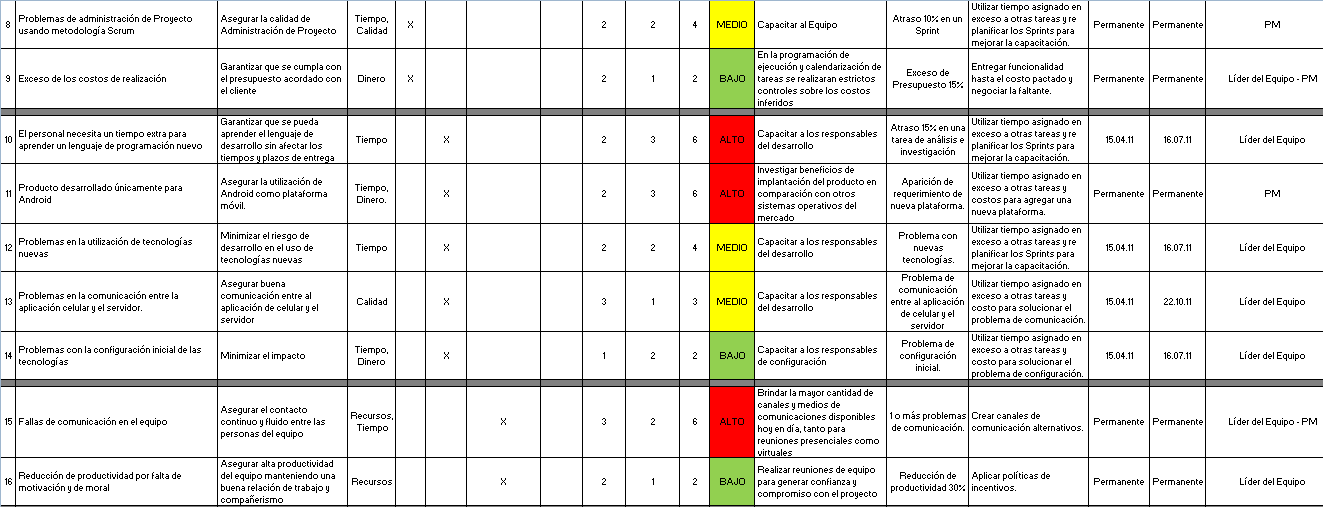 8 Problemas de administración de Proyecto usando metodología Scrum Asegurar la calidad de Administración de Proyecto Tiempo, Calidad X 2 2 4 MEDIO Capacitar al Equipo Atraso 10% en un Sprint Utilizar tiempo asignado en exceso a otras tareas y re planificar los Sprints para mejorar la capacitación. Permanente Permanente PM
9 Exceso de los costos de realización Garantizar que se cumpla con el presupuesto acordado con el cliente Dinero X 2 1 2 BAJO En la programación de ejecución y calendarización de tareas se realizaran estrictos controles sobre los costos inferidos Exceso de Presupuesto 15% Entregar funcionalidad hasta el costo pactado y negociar la faltante. Permanente Permanente Líder del Equipo - PM
10 El personal necesita un tiempo extra para aprender un lenguaje de programación nuevo Garantizar que se pueda aprender el lenguaje de desarrollo sin afectar los tiempos y plazos de entrega Tiempo X 2 3 6 ALTO Capacitar a los responsables del desarrollo Atraso 15% en una tarea de análisis e investigación Utilizar tiempo asignado en exceso a otras tareas y re planificar los Sprints para mejorar la capacitación. 15.04.11 16.07.11 Líder del Equipo
11 Producto desarrollado únicamente para Android Asegurar la utilización de Android como plataforma móvil. Tiempo, Dinero. X 2 3 6 ALTO Investigar beneficios de implantación del producto en comparación con otros sistemas operativos del mercado Aparición de requerimiento de nueva plataforma. Utilizar tiempo asignado en exceso a otras tareas y costos para agregar una nueva plataforma. Permanente Permanente PM
12 Problemas en la utilización de tecnologías nuevas Minimizar el riesgo de desarrollo en el uso de tecnologías nuevas Tiempo X 2 2 4 MEDIO Capacitar a los responsables del desarrollo Problema con nuevas tecnologías. Utilizar tiempo asignado en exceso a otras tareas y re planificar los Sprints para mejorar la capacitación. 15.04.11 16.07.11 Líder del Equipo
13 Problemas en la comunicación entre la aplicación celular y el servidor. Asegurar buena comunicación entre al aplicación de celular y el servidor Calidad X 3 1 3 MEDIO Capacitar a los responsables del desarrollo Problema de comunicación entre al aplicación de celular y el servidor Utilizar tiempo asignado en exceso a otras tareas y costo para solucionar el problema de comunicación. 15.04.11 22.10.11 Líder del Equipo
14 Problemas con la configuración inicial de las tecnologías Minimizar el impacto Tiempo, Dinero X 1 2 2 BAJO Capacitar a los responsables de configuración Problema de configuración inicial. Utilizar tiempo asignado en exceso a otras tareas y costo para solucionar el problema de configuración. 15.04.11 16.07.11 Líder del Equipo
15 Fallas de comunicación en el equipo Asegurar el contacto continuo y fluido entre las personas del equipo Recursos, Tiempo X 3 2 6 ALTO Brindar la mayor cantidad de canales y medios de comunicaciones disponibles hoy en día, tanto para reuniones presenciales como virtuales 1 o más problemas de comunicación. Crear canales de comunicación alternativos. Permanente Permanente Líder del Equipo - PM
16 Reducción de productividad por falta de motivación y de moral Asegurar alta productividad del equipo manteniendo una buena relación de trabajo y compañerismo Recursos X 2 1 2 BAJO Realizar reuniones de equipo para generar confianza y compromiso con el proyecto Reducción de productividad 30% Aplicar políticas de incentivos. Permanente Permanente Líder del Equipo